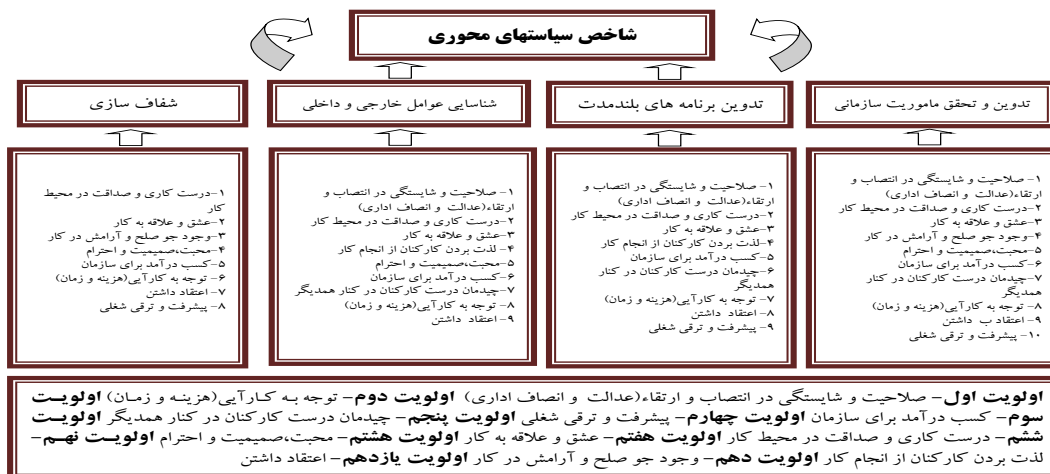 شاخص سیاستهای محوری
تدوین و تحقق ماموریت سازمانی
تدوین برنامه های بلندمدت
شناسایی عوامل خارجی و داخلی
شفاف سازی
۱- صلاحیت و شایستگی در انتصاب و
ارتقاء(عدالت و انصاف اداری)
۲-درست کاری و صداقت در محیط کار
۳-عشق و علاقه به کار
۴-وجود جو صلح و آرامش در کار
۴-محبت،صمیمیت و احترام
۶-کسب درآمد برای سازمان
۷-چیدمان درست کارکنان در کنار
همدیگر
۸- توجه به کارآیی(هزینه و زمان)
۹- اعتقاد ب داشتن
۱۰- پیشرفت و ترقی شغلی
۱- صلاحیت و شایستگی در انتصاب و
ارتقاء(عدالت و انصاف اداری)
۲-درست کاری و صداقت در محیط کار
۳-عشق و علاقه به کار
۴-لذت بردن کارکنان از انجام کار
۵-کسب درآمد برای سازمان
۶-چیدمان درست کارکنان در کنار
همدیگر
۷- توجه به کارآیی(هزینه و زمان)
۸- اعتقاد داشتن
۹- پیشرفت و ترقی شغلی
۱- صلاحیت و شایستگی در انتصاب و
ارتقاء(عدالت و انصاف اداری)
۲-درست کاری و صداقت در محیط کار
۳-عشق و علاقه به کار
۴- لذت بردن کارکنان از انجام کار
۵-محبت،صمیمیت و احترام
۶-کسب درآمد برای سازمان
۷-چیدمان درست کارکنان در کنار همدیگر
۸- توجه به کارآیی(هزینه و زمان)
۹- اعتقاد داشتن
۱-درست کاری و صداقت در محیط
کار
۲-عشق و علاقه به کار
۳-وجود جو صلح و آرامش در کار
۴-محبت، صمیمیت و احترام
۵-کسب درآمد برای سازمان
۶- توجه به کارآیی(هزینه و زمان)
۷-اعتقاد داشتن
۸- پیشرفت و ترقی شغلی
اولویت اول- صلاحیت و شایستگی در انتصاب و ارتقاء(عدالت و انصاف اداری) اولویت دوم- توجه به کارآیی(هزینه و زمان) اولویت
سوم- کسب درآمد برای سازمان اولویت چهارم- پیشرفت و ترقی شغلی اولویت پنجم- چیدمان درست کارکنان در کنار همدیگر اولویت
ششم- درست کاری و صداقت در محیط کار اولویت هفتم- عشق و علاقه به کار اولویت هشتم- محبت،صمیمیت و احترام اولویت نهم-
لذت بردن کارکنان از انجام کار اولویت دهم- وجود جو صلح و آرامش در کار اولویت یازدهم- اعتقاد داشتن